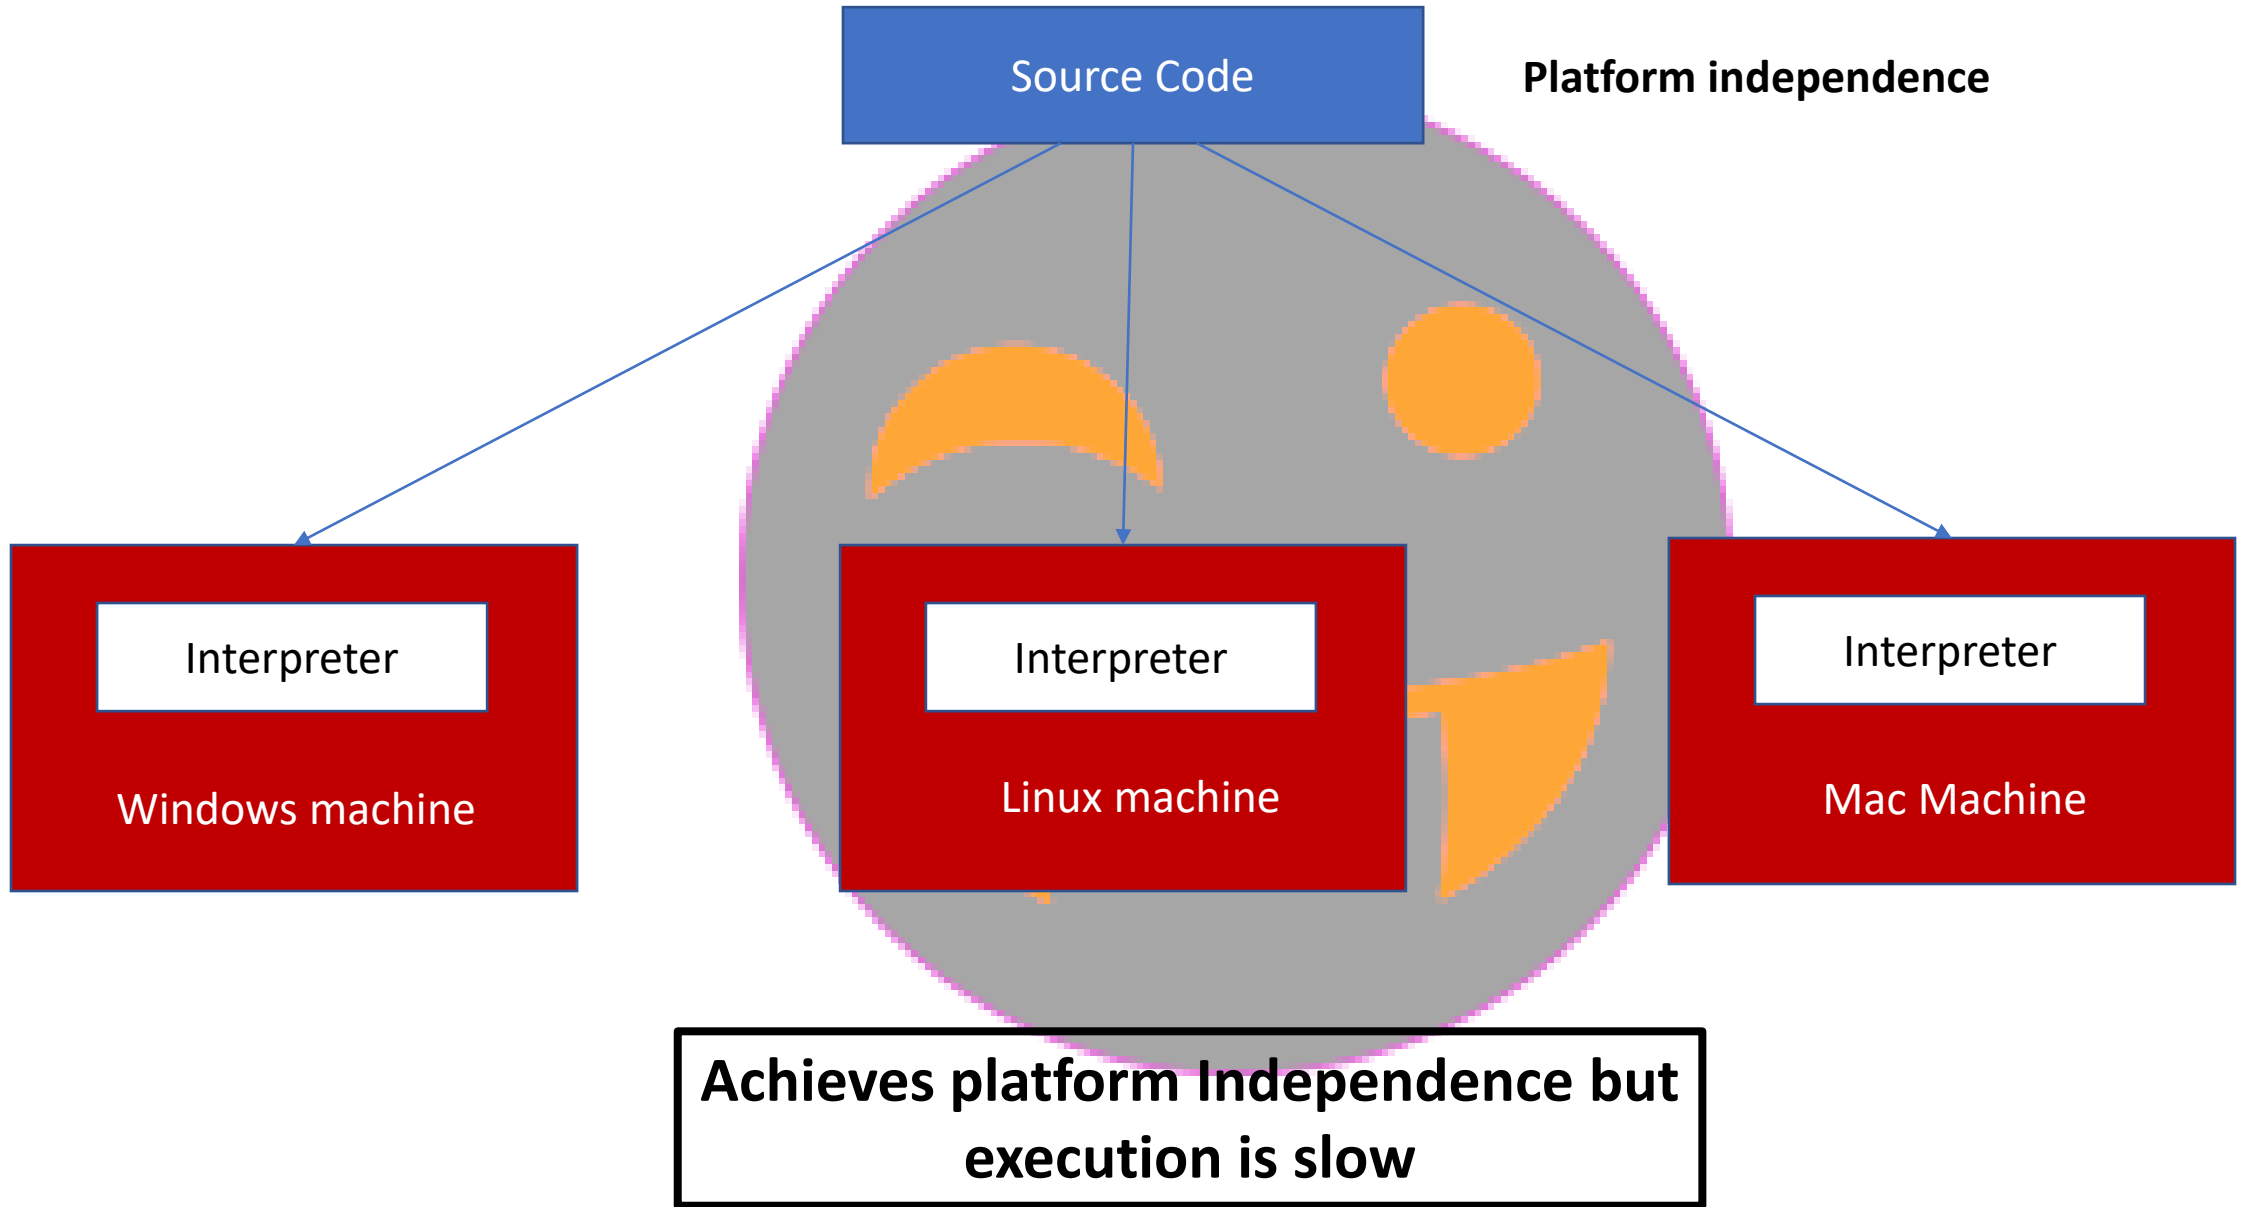 Source Code
Platform independence
Interpreter
Interpreter
Interpreter
Windows machine
Linux machine
Mac Machine
Achieves platform Independence but
execution is slow